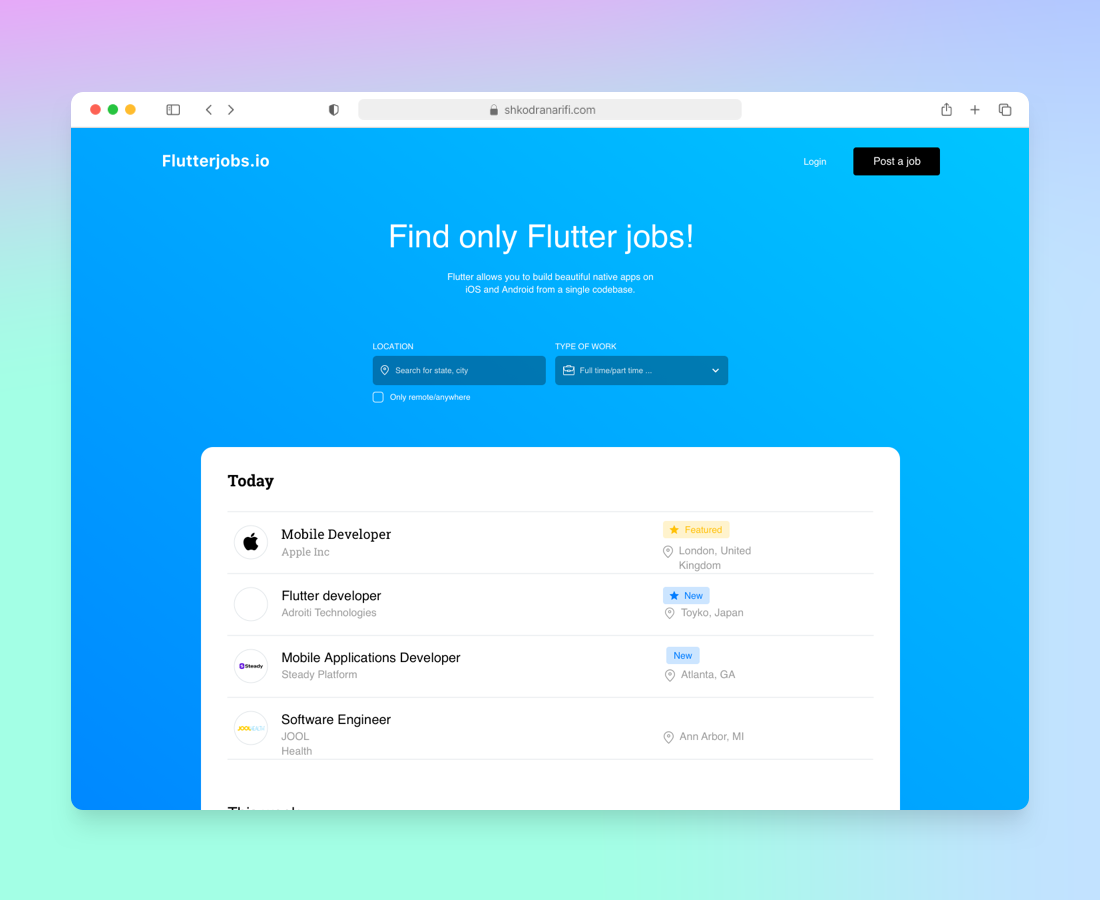 shkodranarifi.com
Flutterjobs.io
Login
Post a job
Find only Flutter jobs!
Flutter allows you to build beautiful native apps on
iOS and Android from a single codebase.
LOCATION
TYPE OF WORK
Search for state, city
Full time/part time ...
Only remote/anywhere
Today
Mobile Developer
Apple Inc
Featured
London, United
Kingdom
Flutter developer
Adroiti Technologies
New
Toyko, Japan
Steady
Mobile Applications Developer
Steady Platform
New
Atlanta, GA
Software Engineer
JOOL
Health
Ann Arbor, MI